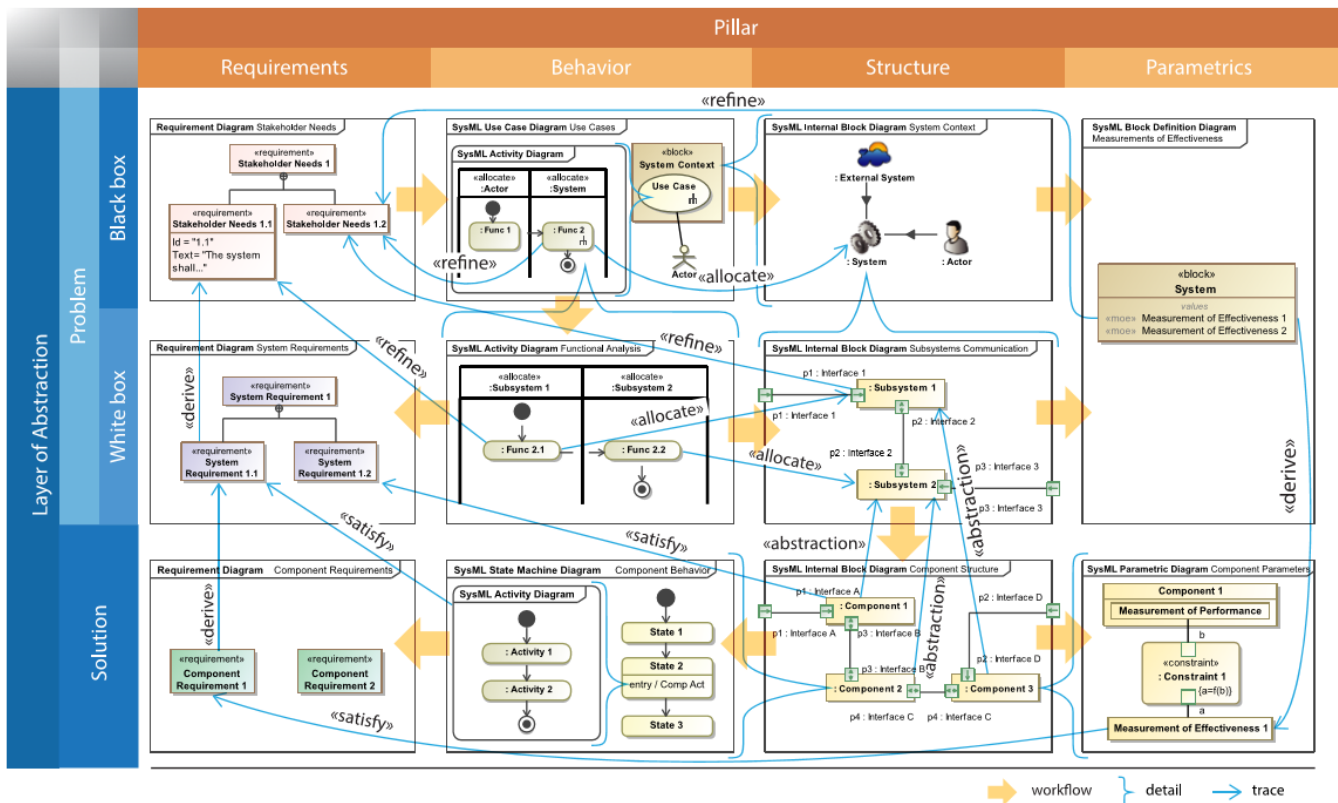 Pillar
Requirements
Behavior
Structure
Parametrics
Layer of Abstraction
Problem
Black box
White box
Solution
«refine»
Requirement Diagram Stakeholder Needs
«requirement»
Stakeholder Needs 1
«requirement»
Stakeholder Needs 1.1
Id = "1.1"
Text= "The system
shall..."
«requirement»
Stakeholder Needs 1.2
SysML Use Case Diagram Use Cases
SysML Activity Diagram
«allocate»
:Actor
«allocate»
:System
: Func 1
: Func 2
«block»
System Context
Use Case
Actor
«refine»
«allocate»
SysML Internal Block Diagram System Context
: External System
: System
: Actor
SysML Block Definition Diagram
Measurements of Effectiveness
«block»
System
values
«moe» Measurement of Effectiveness 1
«moe» Measurement of Effectiveness 2
Requirement Diagram System Requirements
«requirement»
System Requirement 1
«requirement»
System
Requirement 1.1
«requirement»
System
Requirement 1.2
«derive»
«refine»
«refine»
SysML Activity Diagram Functional Analysis
«allocate»
:Subsystem 1
«allocate»
:Subsystem 2
: Func 2.1
: Func 2.2
«allocate»
«allocate»
SysML Internal Block Diagram Subsystems Communication
p1 : Interface 1
: Subsystem 1
p1 : Interface 1
p2 : Interface 2
p2 : Interface 2
p3 : Interface 3
: Subsystem 2
p3 : Interface 3
«abstraction»
«derive»
«satisfy»
«satisfy»
«abstraction»
«abstraction»
Requirement Diagram Component Requirements
«derive»
«requirement»
Component
Requirement 1
«requirement»
Component
Requirement 2
«satisfy»
SysML State Machine Diagram Component Behavior
SysML Activity Diagram
: Activity 1
: Activity 2
State 1
State 2
entry / Comp Act
State 3
SysML Internal Block Diagram Component Structure
p1 : Interface A
: Component 1
p2 : Interface D
p1 : Interface A
p3 : Interface B
p3 : Interface B
p2 : Interface D
: Component 2
: Component 3
p4 : Interface C
p4 : Interface C
SysML Parametric Diagram Component Parameters
Component 1
Measurement of Performance
b
«constraint»
: Constraint 1
{a=f(b)}
a
Measurement of Effectiveness 1
workflow
detail
trace